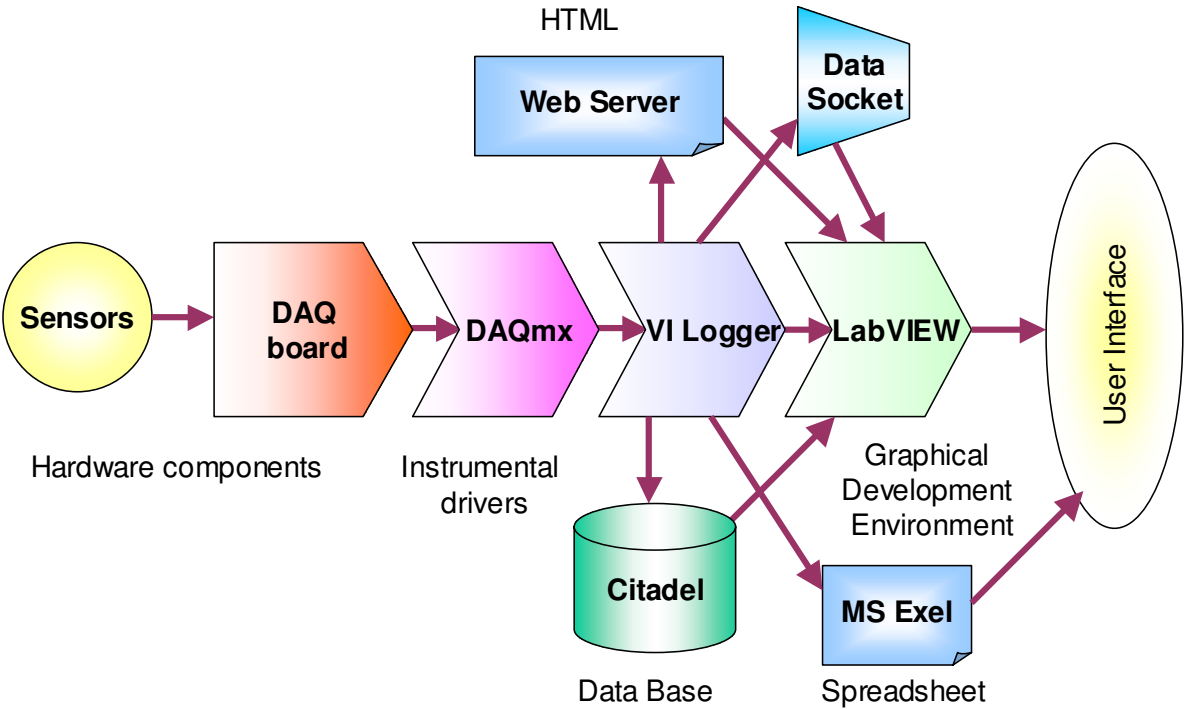 HTML
Web Server
Data
Socket
Sensors
DAQ
board
DAQmx
VI Logger
LabVIEW
User Interface
Hardware components
Instrumental
drivers
Graphical
Development
Environment
Citadel
MS Exel
Data Base
Spreadsheet